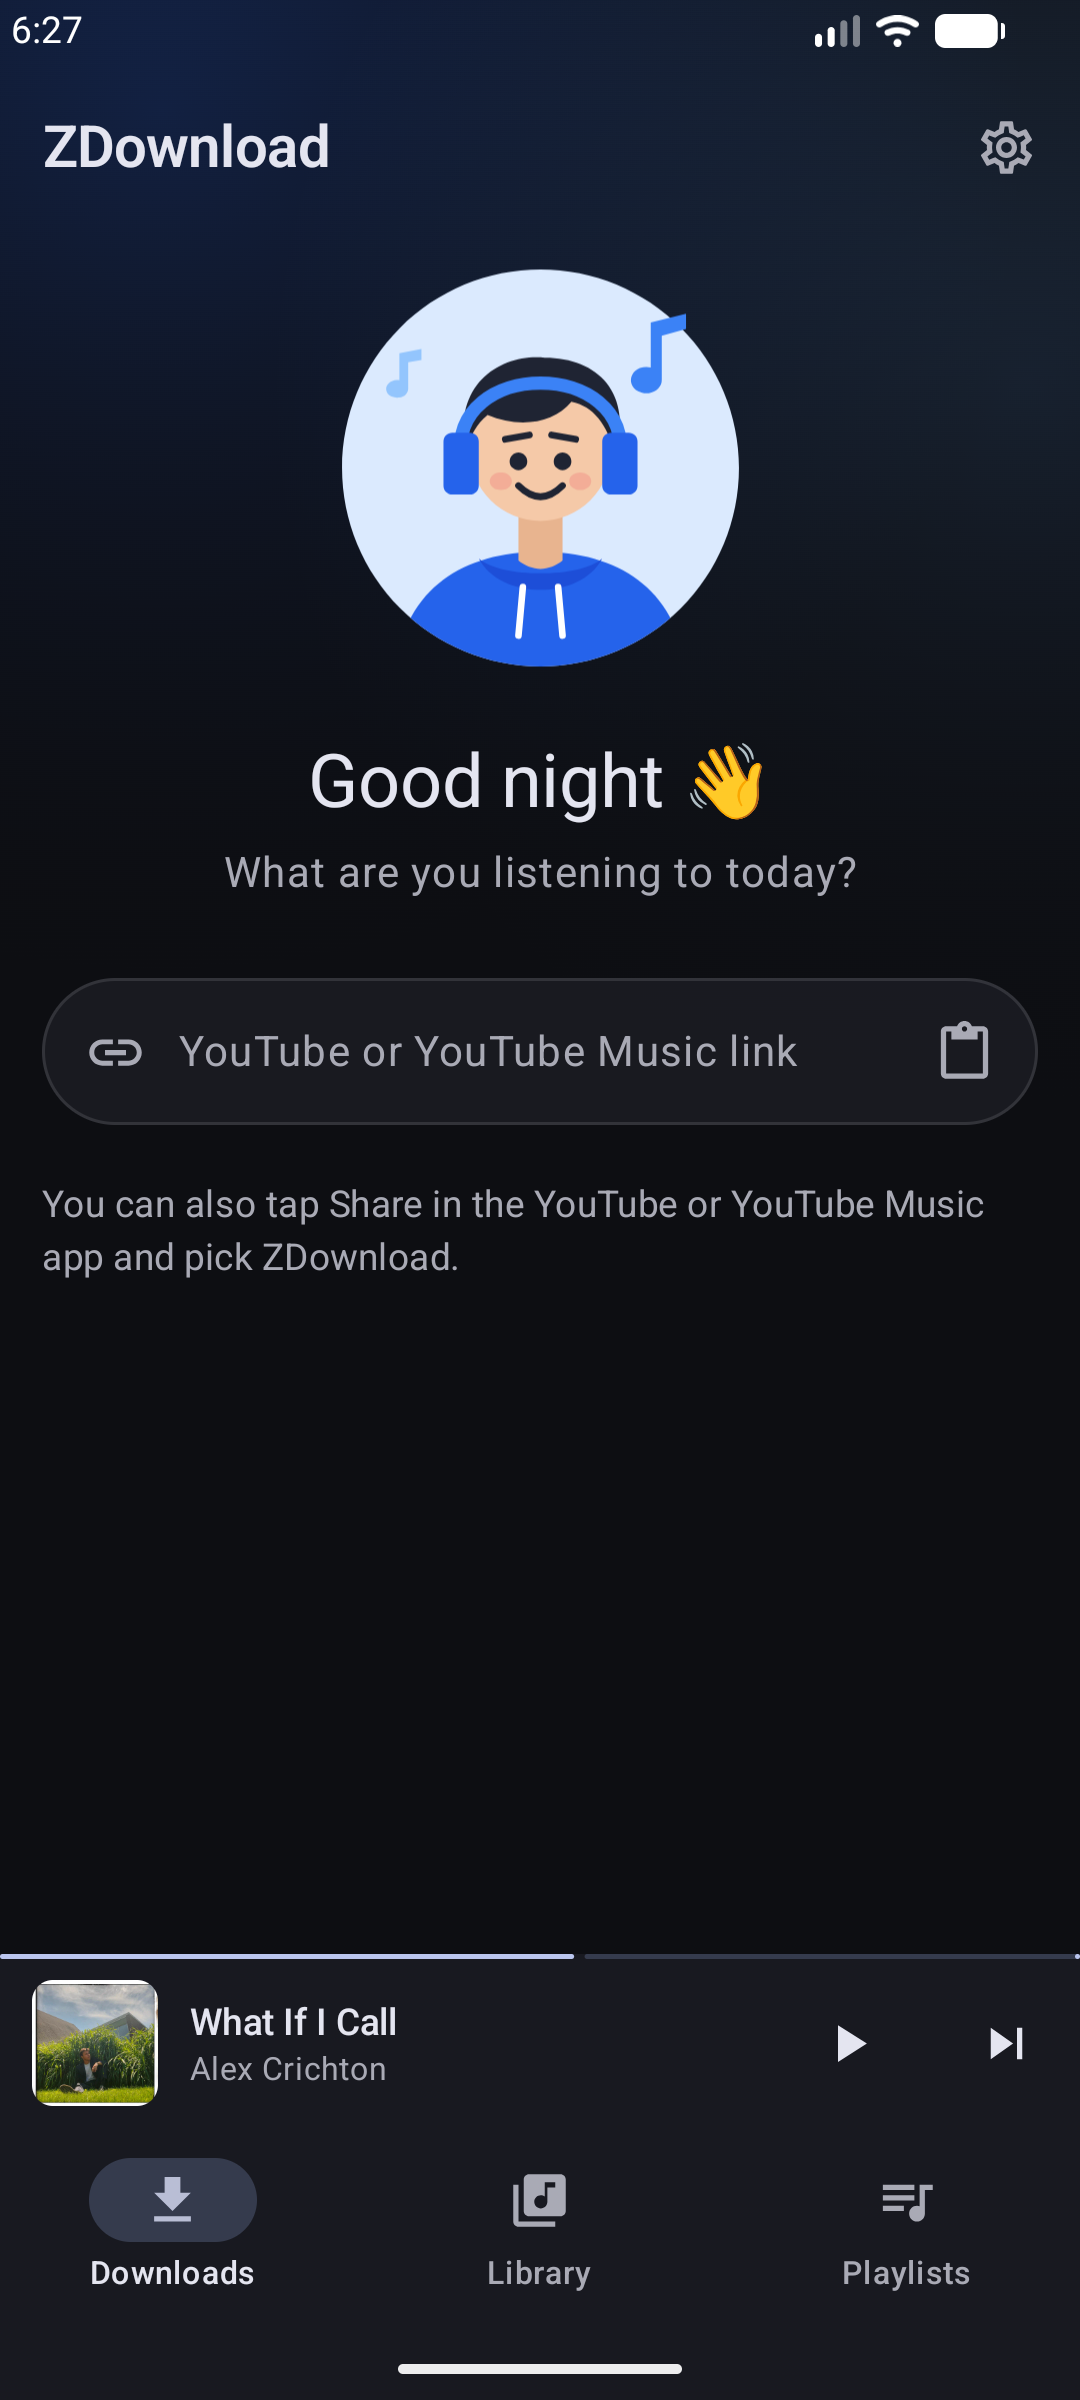 6:27
ZDownload
Good night 👋
What are you listening to today?
YouTube or YouTube Music link
You can also tap Share in the YouTube or YouTube Music
app and pick ZDownload.
What If I Call
Alex Crichton
Downloads
Library
Playlists